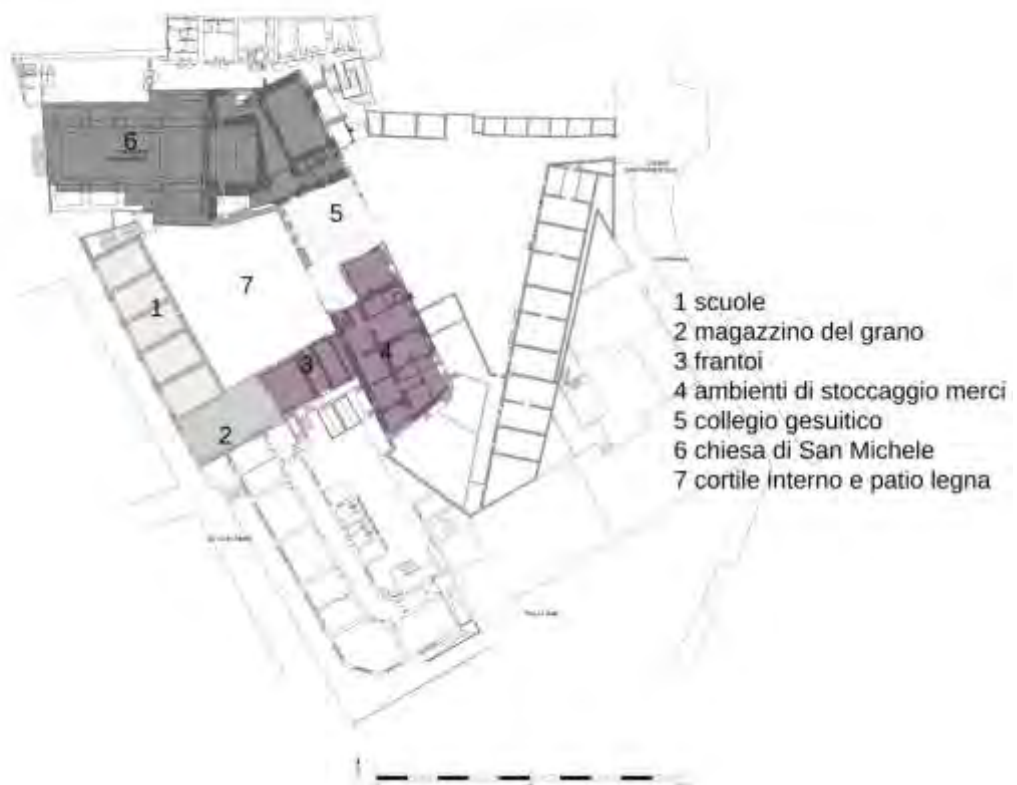 6
5
7
1
3
4
2
1 scuole
2 magazzino del grano
3 frantoi
4 ambienti di stoccaggio merci
5 collegio gesuitico
6 chiesa di San Michele
7 cortile interno e patio legna